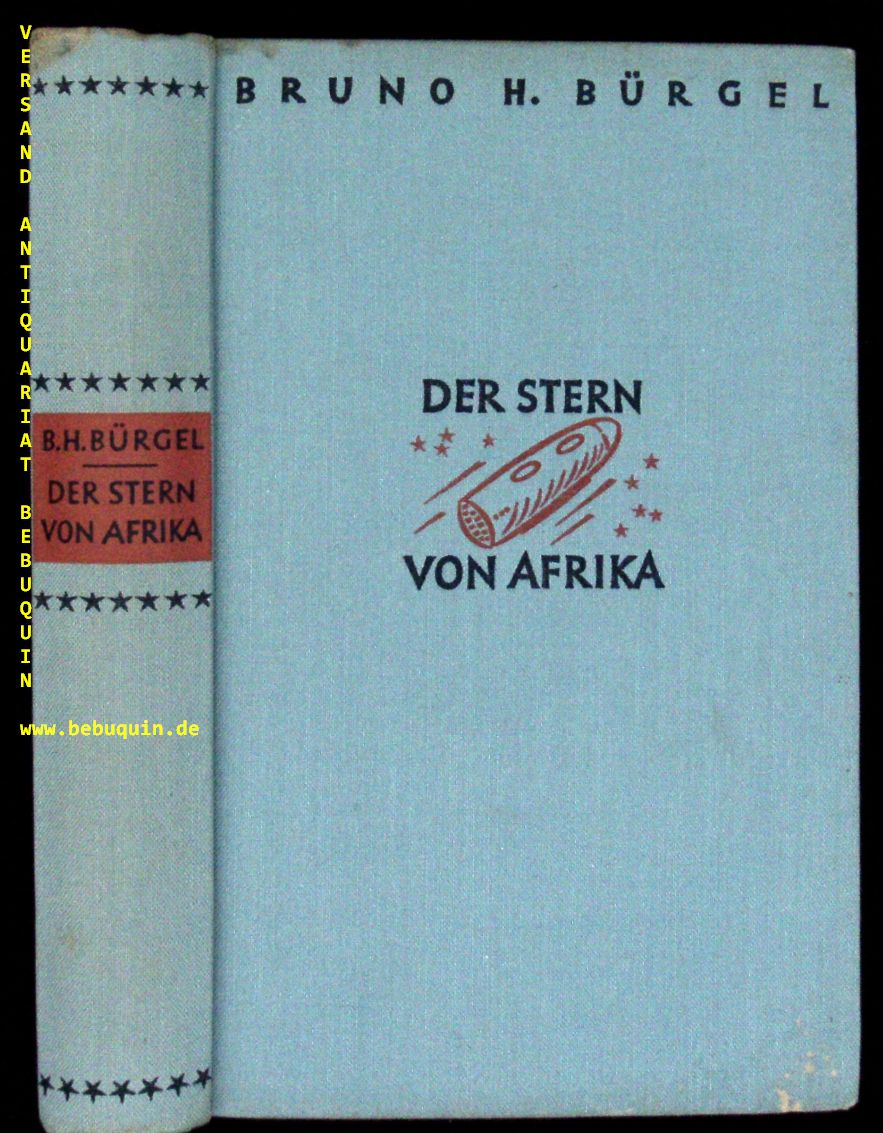 VERSAND ANTIQUARIAT BEBUQUIN
www.bebuquin.de
B.H.BÜRGEL
DER STERN
VON AFRIKA
BRUNO H. BÜRGEL
DER STERN
VON AFRIKA